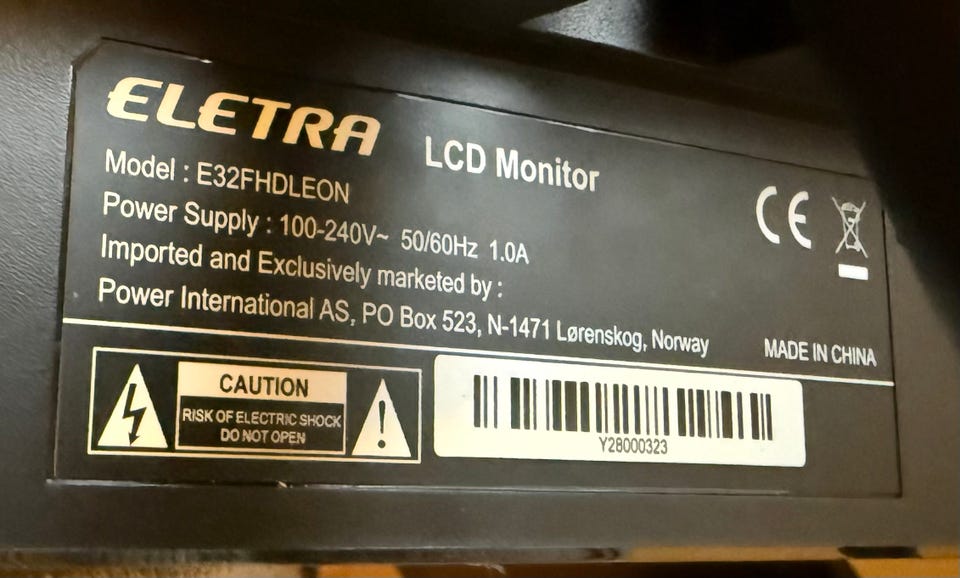 ELETRA
LCD Monitor
Model : E32FHDLEON
Power Supply : 100-240V~ 50/60Hz 1.0A
Imported and Exclusively marketed by :
Power International AS, PO Box 523, N-1471 Lørenskog, Norway
CE
MADE IN CHINA
CAUTION
RISK OF ELECTRIC SHOCK
DO NOT OPEN
Y28000323